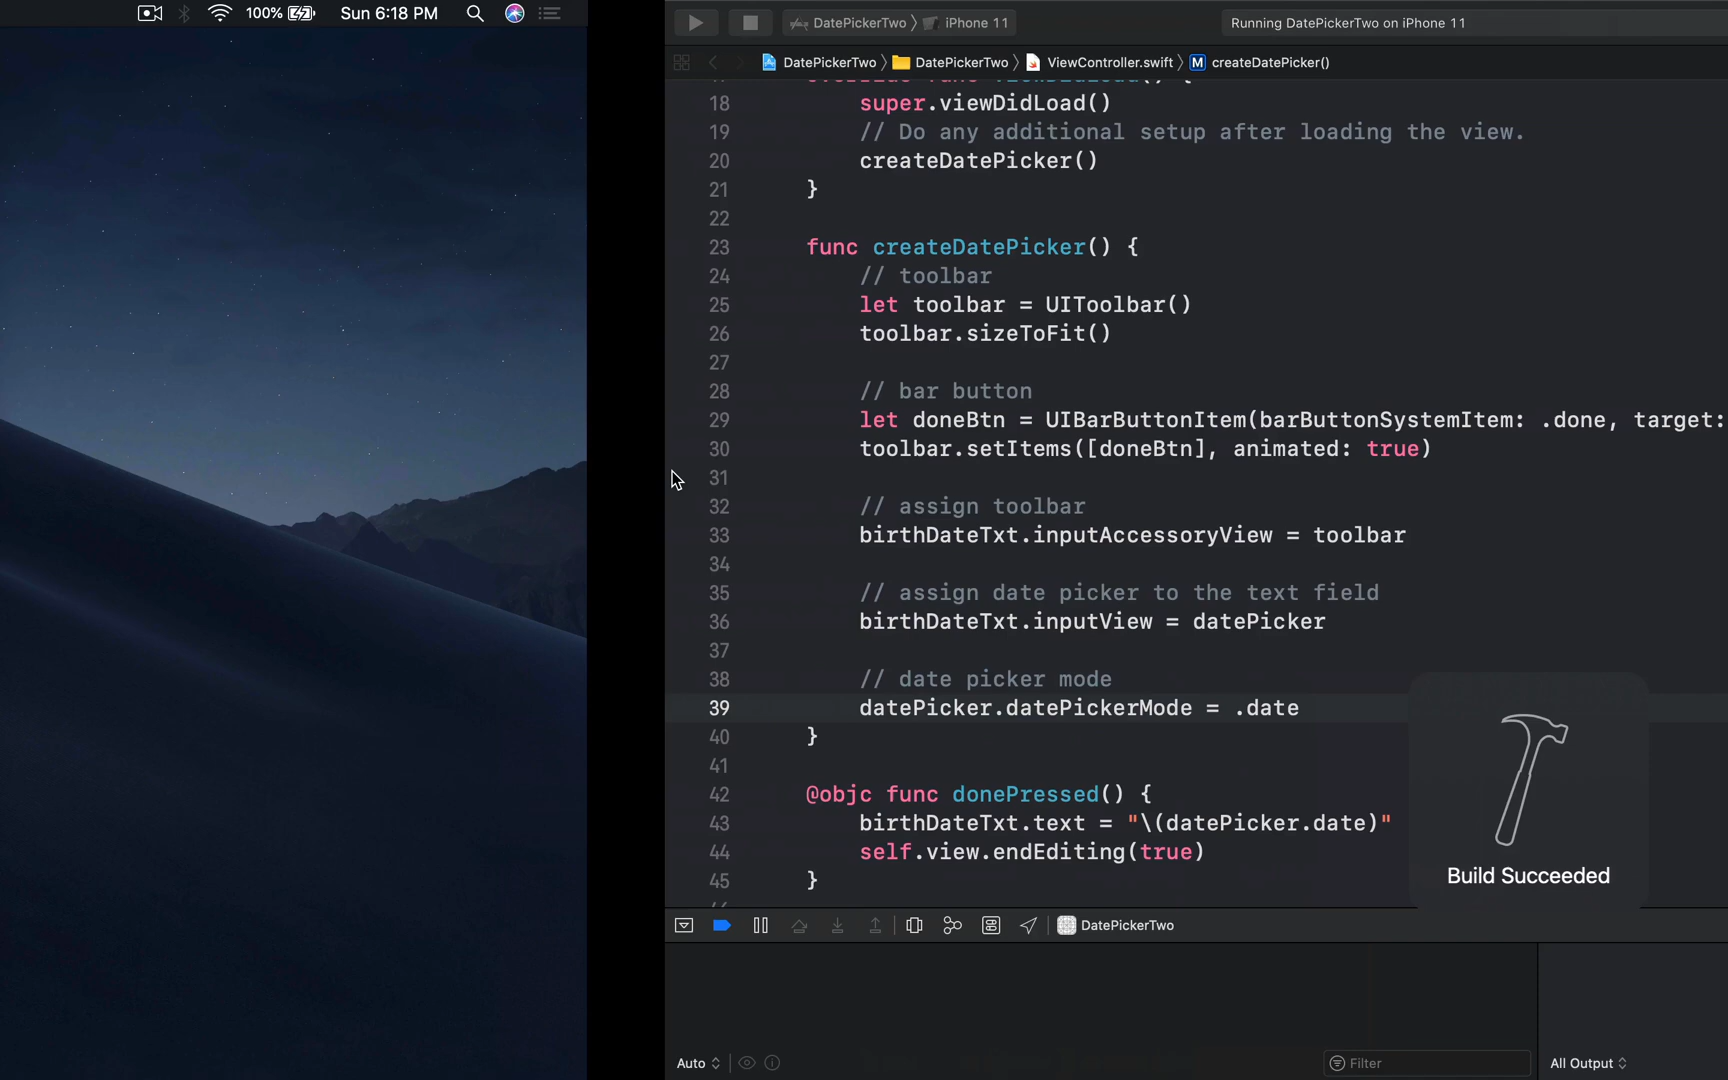 100% Sun 6:18 PM
DatePickerTwo iPhone 11 Running DatePickerTwo on iPhone 11
DatePickerTwo DatePickerTwo ViewController.swift M createDatePicker()
18 super.viewDidLoad()
19 // Do any additional setup after loading the view.
20 createDatePicker()
21 }
22
23 func createDatePicker() {
24 // toolbar
25 let toolbar = UIToolbar()
26 toolbar.sizeToFit()
27
28 // bar button
29 let doneBtn = UIBarButtonItem(barButtonSystemItem: .done, target:
30 toolbar.setItems([doneBtn], animated: true)
31
32 // assign toolbar
33 birthDateTxt.inputAccessoryView = toolbar
34
35 // assign date picker to the text field
36 birthDateTxt.inputView = datePicker
37
38 // date picker mode
39 datePicker.datePickerMode = .date
40 }
41
42 @objc func donePressed() {
43 birthDateTxt.text = "\(datePicker.date)"
44 self.view.endEditing(true)
45 }
Build Succeeded
DatePickerTwo
Auto Filter All Output